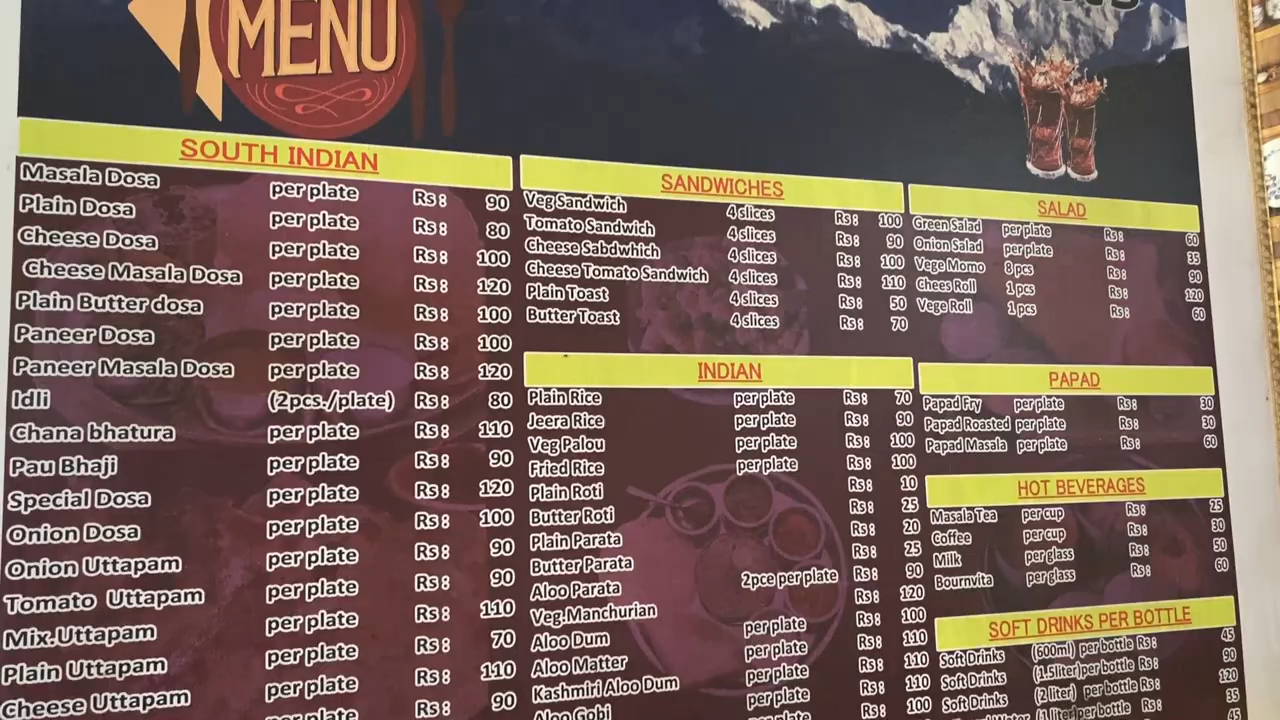 MENU
SOUTH INDIAN
Masala Dosa per plate Rs: 90
Plain Dosa per plate Rs: 80
Cheese Dosa per plate Rs: 100
Cheese Masala Dosa per plate Rs: 120
Plain Butter dosa per plate Rs: 100
Paneer Dosa per plate Rs: 100
Paneer Masala Dosa per plate Rs: 120
Idli (2pcs./plate) Rs: 80
Chana bhatura per plate Rs: 110
Pau Bhaji per plate Rs: 90
Special Dosa per plate Rs: 120
Onion Dosa per plate Rs: 100
Onion Uttapam per plate Rs: 90
Tomato Uttapam per plate Rs: 90
Mix.Uttapam per plate Rs: 110
Plain Uttapam per plate Rs: 70
Cheese Uttapam per plate Rs: 110
per plate Rs: 90
SANDWICHES
Veg Sandwich 4 slices Rs: 100
Tomato Sandwich 4 slices Rs: 90
Cheese Sabdwhich 4 slices Rs: 100
Cheese Tomato Sandwich 4 slices Rs: 110
Plain Toast 4 slices Rs: 50
Butter Toast 4 slices Rs: 70
INDIAN
Plain Rice per plate Rs: 70
Jeera Rice per plate Rs: 90
Veg Palou per plate Rs: 100
Fried Rice per plate Rs: 100
Plain Roti Rs: 10
Butter Roti Rs: 25
Plain Parata Rs: 20
Butter Parata Rs: 25
Aloo Parata 2pce per plate Rs: 90
Veg.Manchurian Rs: 120
Aloo Dum per plate Rs: 100
Aloo Matter per plate Rs: 110
Kashmiri Aloo Dum per plate Rs: 110
Aloo Gobi per plate Rs: 110
per plate Rs: 100
SALAD
Green Salad per plate Rs: 60
Onion Salad per plate Rs: 35
Vege Momo 8 pcs Rs: 90
Chees Roll 1 pcs Rs: 120
Vege Roll 1 pcs Rs: 60
PAPAD
Papad Fry per plate Rs: 30
Papad Roasted per plate Rs: 30
Papad Masala per plate Rs: 60
HOT BEVERAGES
Masala Tea per cup Rs: 25
Coffee per cup Rs: 30
Milk per glass Rs: 50
Bournvita per glass Rs: 60
SOFT DRINKS PER BOTTLE
Soft Drinks (600ml) per bottle Rs: 45
Soft Drinks (1.5liter)per bottle Rs: 90
Soft Drinks (2 liter) per bottle Rs: 120
Water (1 liter)per bottle Rs: 35
45